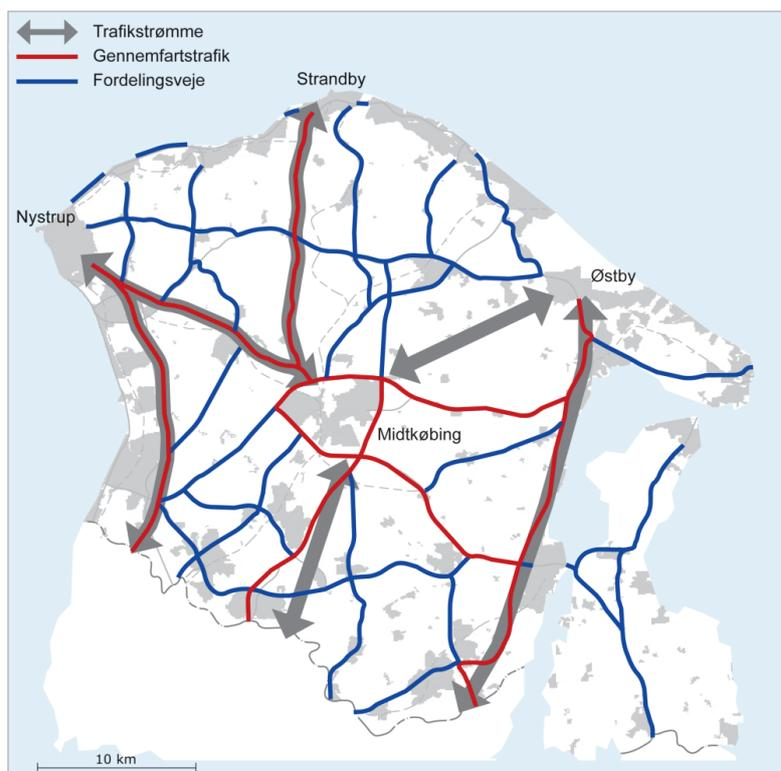 Trafikstrømme
Gennemfartstrafik
Fordelingsveje
Strandby
Nystrup
Østby
Midtkøbing
10 km